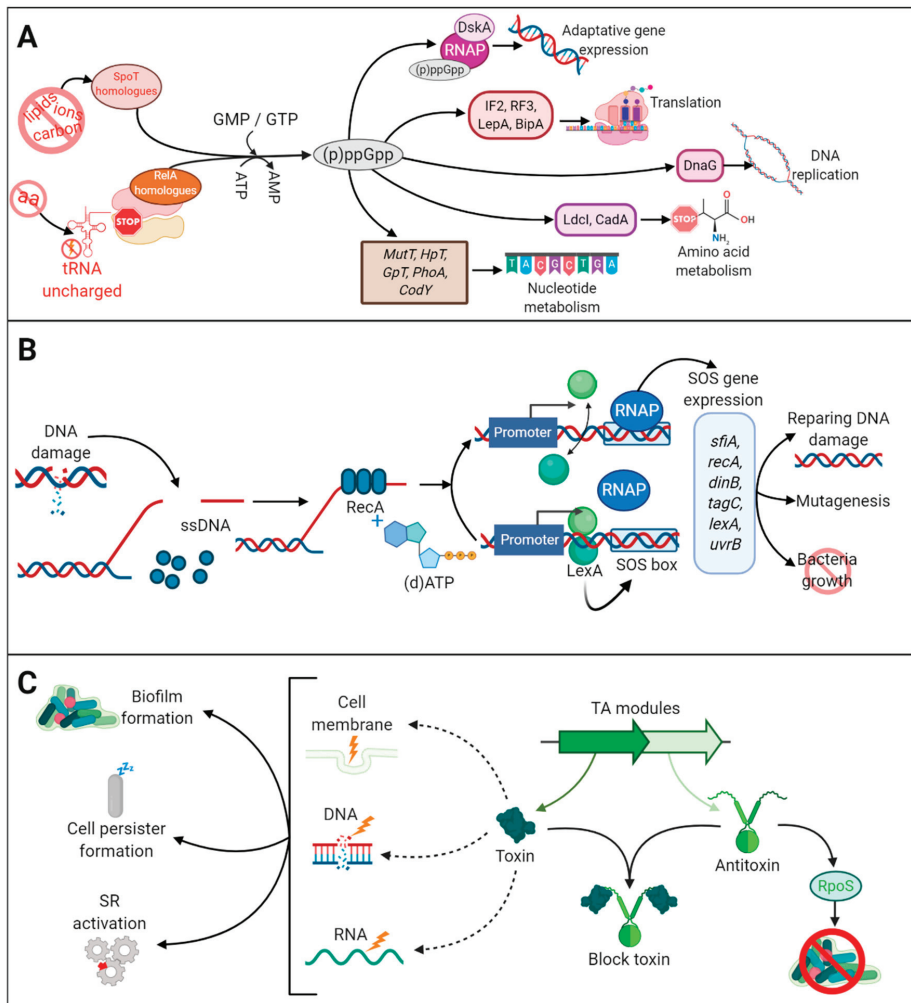 A
lipids
ions
carbon
SpoT
homologues
aa
tRNA
uncharged
RelA
homologues
STOP
GMP / GTP
ATP
AMP
(p)ppGpp
DskA
RNAP
(p)ppGpp
Adaptative gene
expression
IF2, RF3,
LepA, BipA
Translation
DnaG
DNA
replication
LdcI, CadA
STOP
OH
O
NH2
Amino acid
metabolism
MutT, HpT,
GpT, PhoA,
CodY
T A C G C T G A
Nucleotide
metabolism
B
DNA
damage
ssDNA
RecA
+
(d)ATP
P P P
Promoter
RNAP
RNAP
Promoter
LexA
SOS box
SOS gene
expression
sfiA,
recA,
dinB,
tagC,
lexA,
uvrB
Reparing DNA
damage
Mutagenesis
Bacteria
growth
C
Biofilm
formation
zzz
Cell persister
formation
SR
activation
Cell
membrane
DNA
RNA
TA modules
Toxin
Antitoxin
Block toxin
RpoS